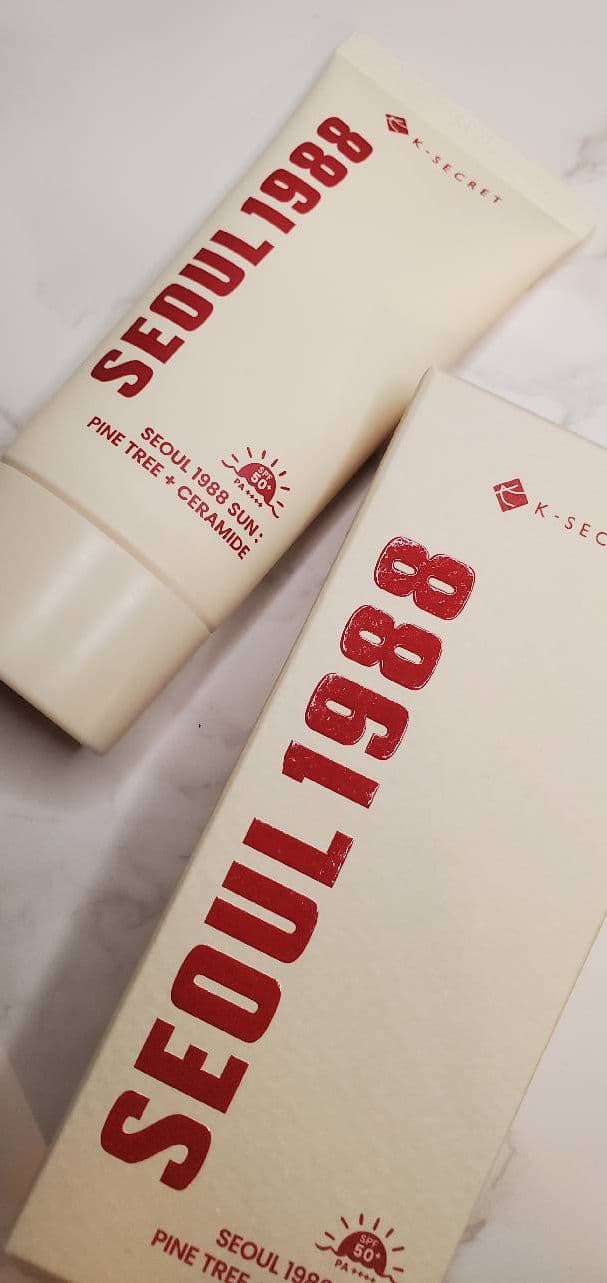 K-SECRET
SEOUL 1988
SPF
50+
PA++++
SEOUL 1988 SUN :
PINE TREE + CERAMIDE
K-SEC
SEOUL 1988
SPF
50+
PA++++
SEOUL 198
PINE TREE